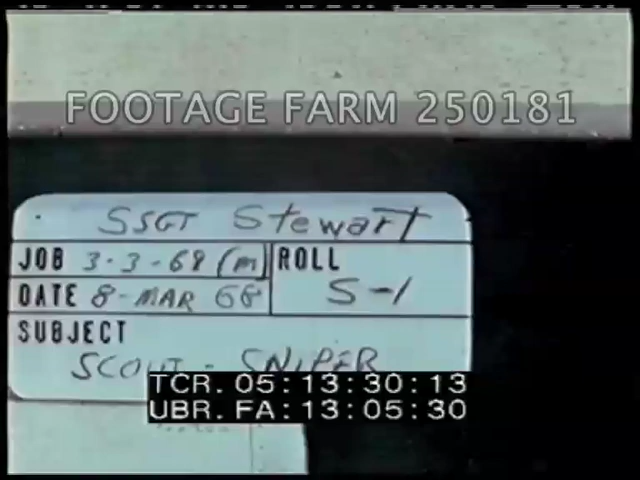 FOOTAGE FARM 250181
SSGT Stewart
JOB 3-3-68 (m) ROLL
S-1
DATE 8-MAR 68
SUBJECT
SCOUT - SNIPER
TCR. 05:13:30:13
UBR. FA: 13:05:30